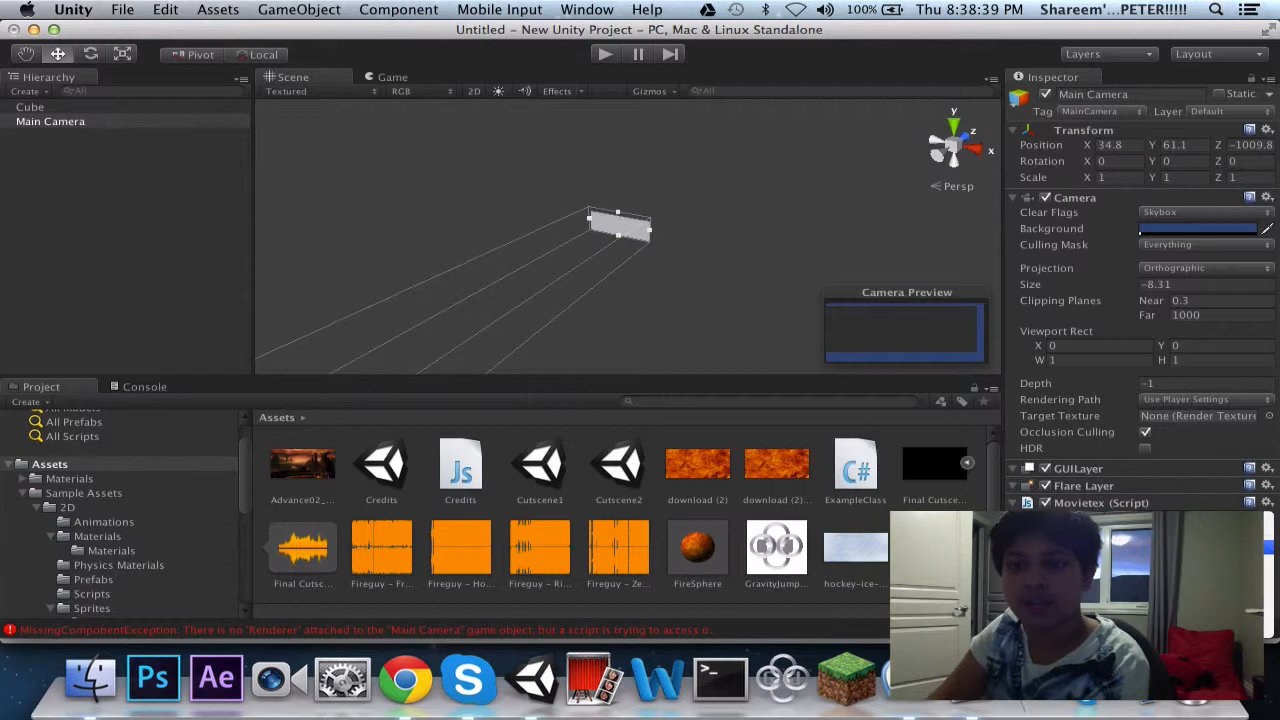 Unity File Edit Assets GameObject Component Mobile Input Window Help 100% Thu 8:38:39 PM Shareem'...PETER!!!!!
Untitled - New Unity Project - PC, Mac & Linux Standalone
Pivot Local Layers Layout
Hierarchy Scene Game Inspector
Create All Textured RGB 2D Effects Gizmos All
Cube
Main Camera
Main Camera Static
Tag MainCamera Layer Default
Transform
Position X 34.8 Y 61.1 Z -1009.8
Rotation X 0 Y 0 Z 0
Scale X 1 Y 1 Z 1
y
z
x
Persp
Camera
Clear Flags Skybox
Background
Culling Mask Everything
Projection Orthographic
Size -8.31
Clipping Planes Near 0.3
Far 1000
Viewport Rect
X 0 Y 0
W 1 H 1
Depth -1
Rendering Path Use Player Settings
Target Texture None (Render Texture
Occlusion Culling
HDR
GUILayer
Flare Layer
Movietex (Script)
Camera Preview
Project Console
Create
All Models
All Prefabs
All Scripts
Assets
Materials
Sample Assets
2D
Animations
Materials
Materials
Physics Materials
Prefabs
Scripts
Sprites
Assets
Js C#
Advance02_... Credits Credits Cutscene1 Cutscene2 download (2) download (2)... ExampleClass Final Cutsce...
Final Cutsc... Fireguy - Fr... Fireguy - Ho... Fireguy - Ri... Fireguy - Ze... FireSphere GravityJump... hockey-ice-...
MissingComponentException: There is no 'Renderer' attached to the "Main Camera" game object, but a script is trying to access it.
Ps Ae S W